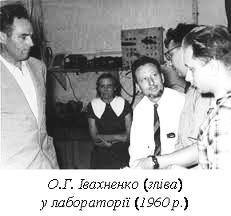 О.Г. Івахненко (зліва)
у лабораторії (1960 р.)